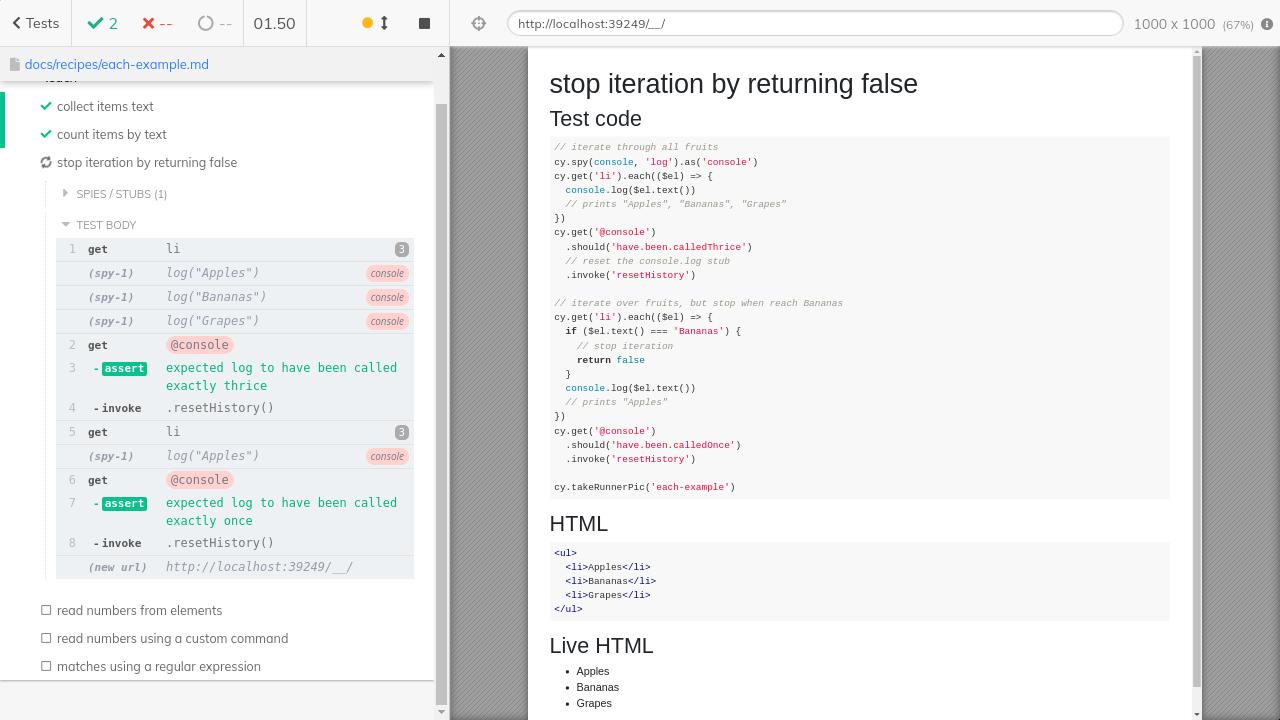 Tests
2
--
--
01.50
http://localhost:39249/__/
1000 x 1000 (67%)
docs/recipes/each-example.md
collect items text
count items by text
stop iteration by returning false
SPIES / STUBS (1)
TEST BODY
1 get li 3
(spy-1) log("Apples") console
(spy-1) log("Bananas") console
(spy-1) log("Grapes") console
2 get @console
3 - assert expected log to have been called
exactly thrice
4 - invoke .resetHistory()
5 get li 3
(spy-1) log("Apples") console
6 get @console
7 - assert expected log to have been called
exactly once
8 - invoke .resetHistory()
(new url) http://localhost:39249/__/
read numbers from elements
read numbers using a custom command
matches using a regular expression
stop iteration by returning false
Test code
// iterate through all fruits
cy.spy(console, 'log').as('console')
cy.get('li').each(($el) => {
  console.log($el.text())
  // prints "Apples", "Bananas", "Grapes"
})
cy.get('@console')
  .should('have.been.calledThrice')
  // reset the console.log stub
  .invoke('resetHistory')
// iterate over fruits, but stop when reach Bananas
cy.get('li').each(($el) => {
  if ($el.text() === 'Bananas') {
    // stop iteration
    return false
  }
  console.log($el.text())
  // prints "Apples"
})
cy.get('@console')
  .should('have.been.calledOnce')
  .invoke('resetHistory')
cy.takeRunnerPic('each-example')
HTML
<ul>
  <li>Apples</li>
  <li>Bananas</li>
  <li>Grapes</li>
</ul>
Live HTML
Apples
Bananas
Grapes